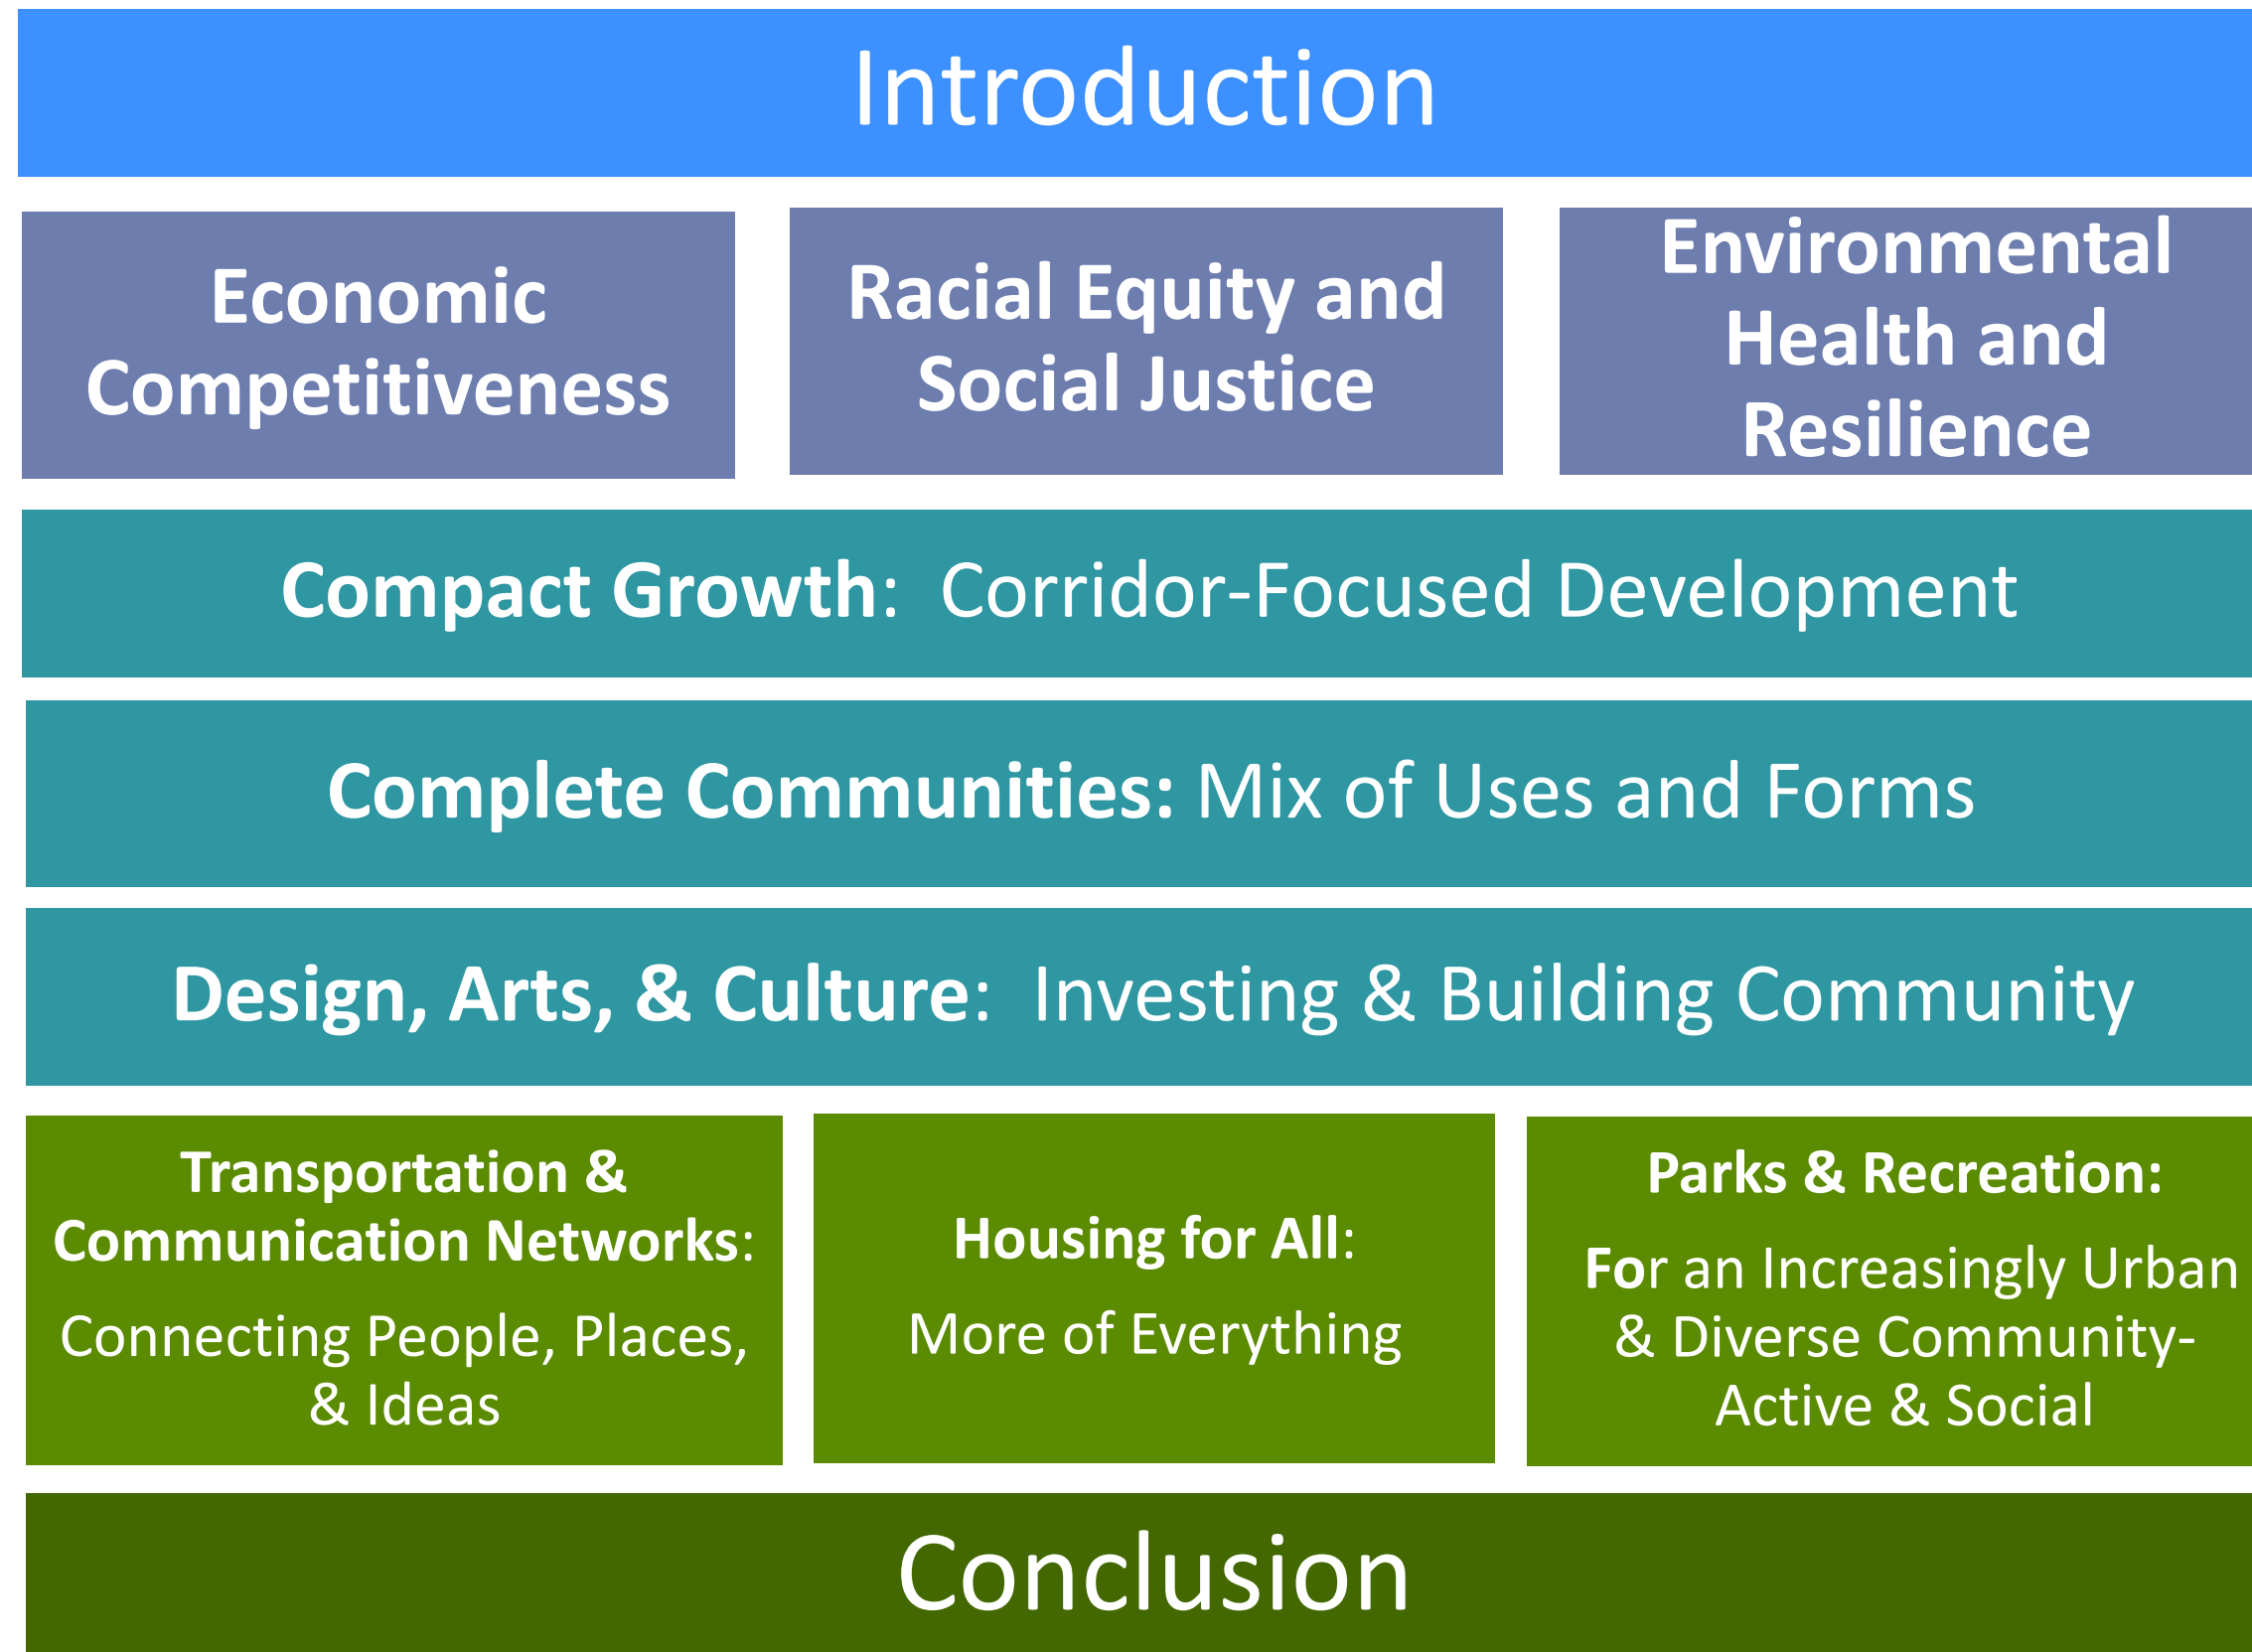 Introduction
Economic
Competitiveness
Racial Equity and
Social Justice
Environmental
Health and
Resilience
Compact Growth: Corridor-Focused Development
Complete Communities: Mix of Uses and Forms
Design, Arts, & Culture: Investing & Building Community
Transportation &
Communication Networks:
Connecting People, Places,
& Ideas
Housing for All:
More of Everything
Parks & Recreation:
For an Increasingly Urban
& Diverse Community-
Active & Social
Conclusion